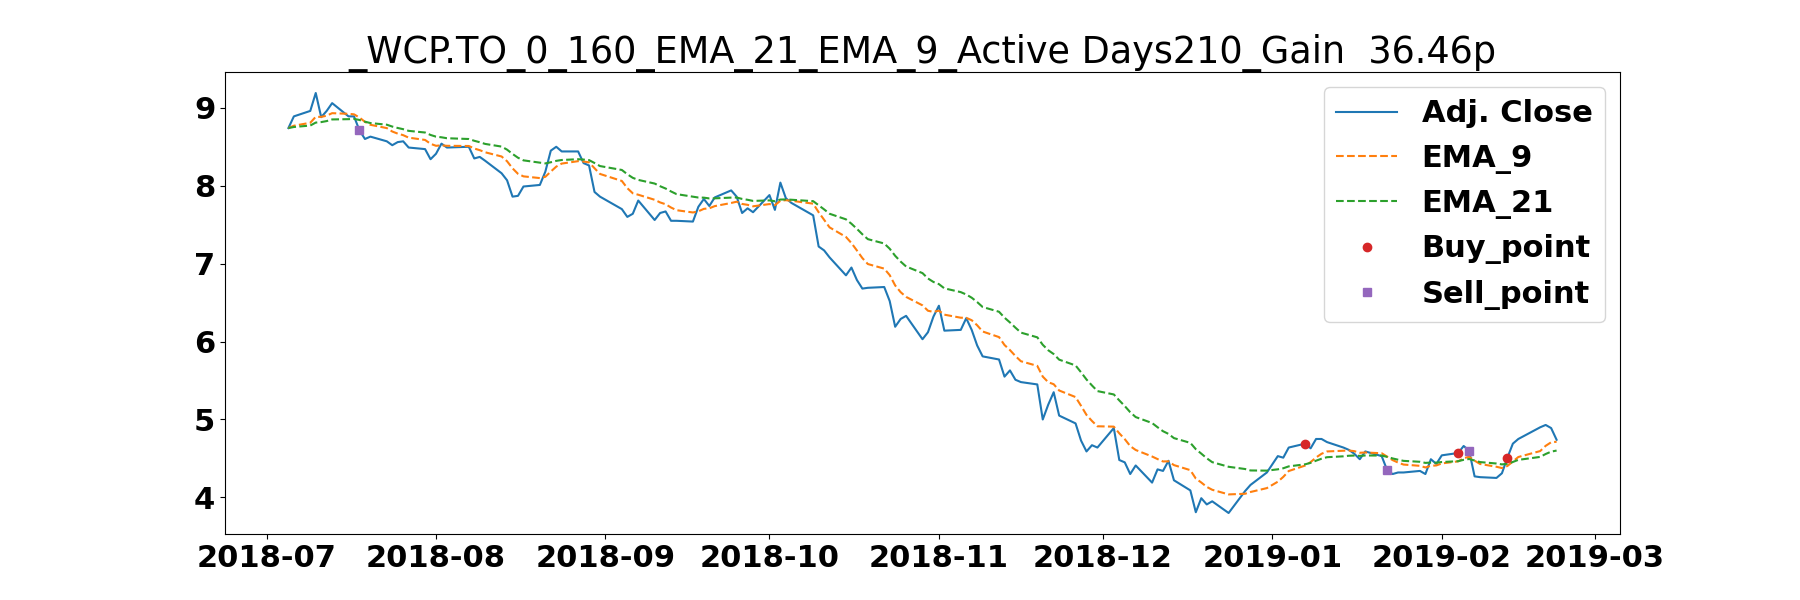 _WCP.TO_0_160_EMA_21_EMA_9_Active Days210_Gain  36.46p
9
8
7
6
5
4
Adj. Close
EMA_9
EMA_21
Buy_point
Sell_point
2018-07 2018-08 2018-09 2018-10 2018-11 2018-12 2019-01 2019-02 2019-03